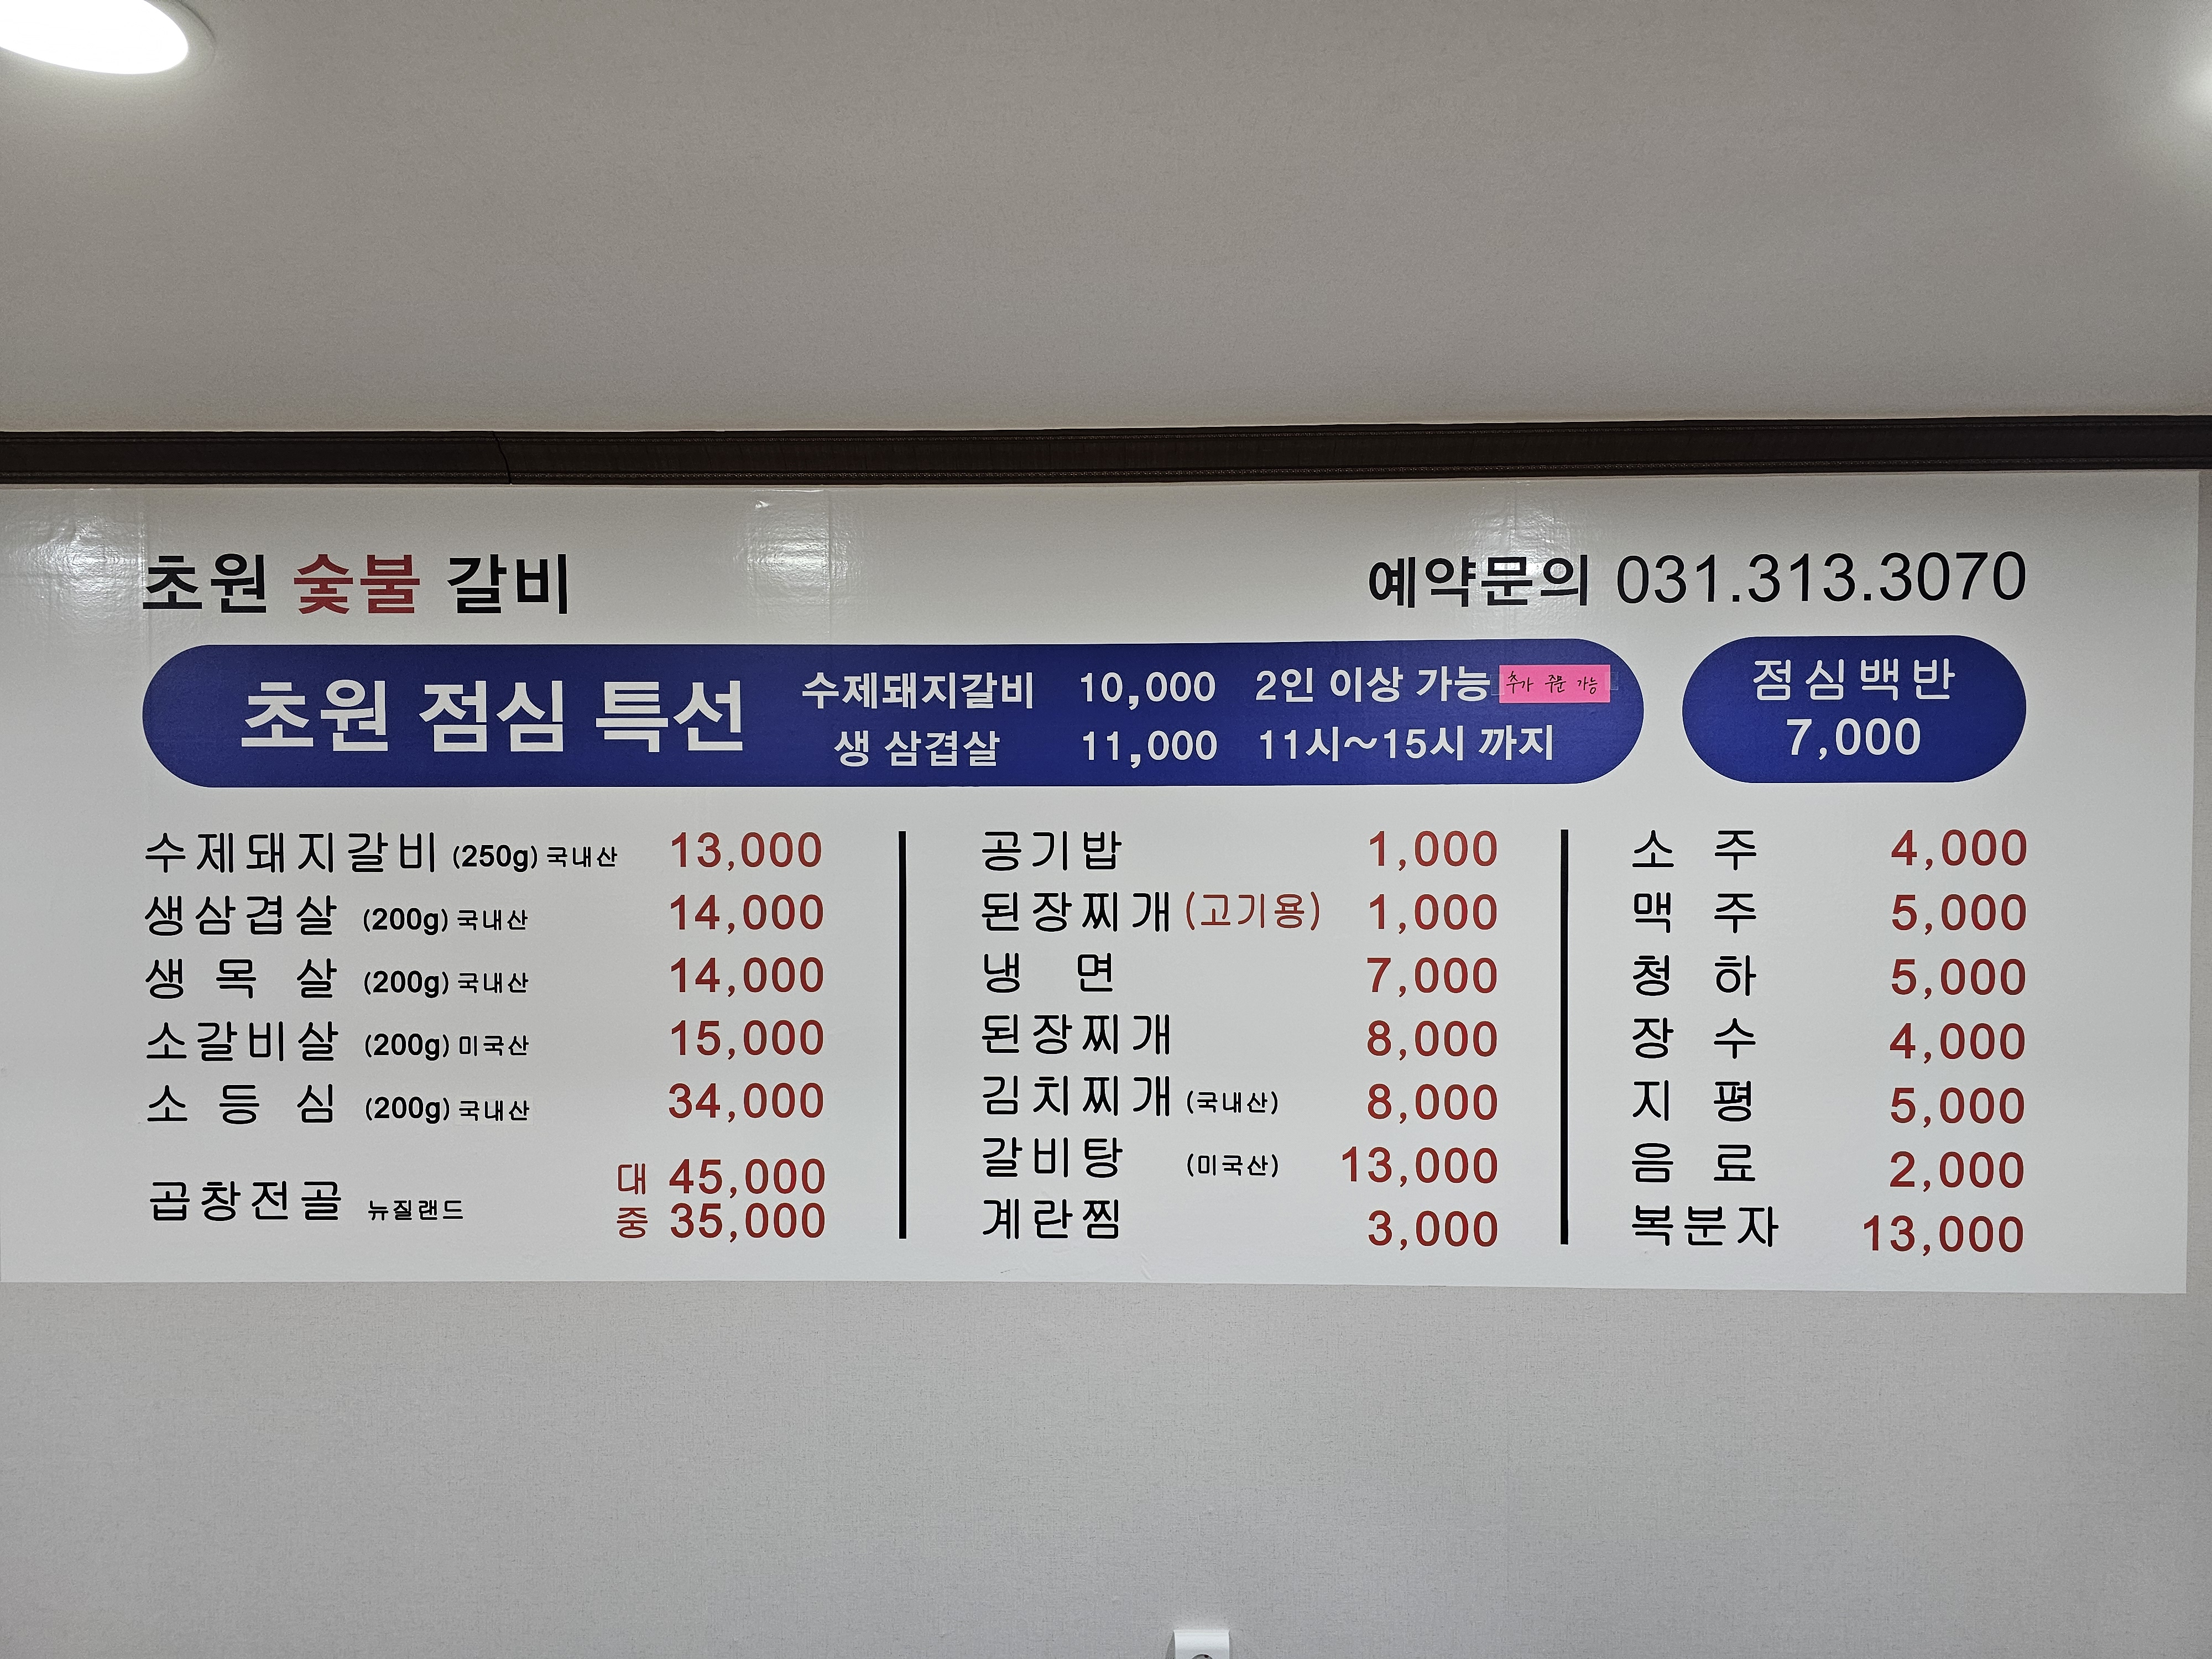 초원 숯불 갈비
예약문의 031.313.3070
초원 점심 특선
수제돼지갈비 10,000 2인 이상 가능 추가 주문 가능
생 삼겹살 11,000 11시~15시 까지
점심백반
7,000
수제돼지갈비 (250g) 국내산 13,000
생삼겹살 (200g) 국내산 14,000
생 목 살 (200g) 국내산 14,000
소갈비살 (200g) 미국산 15,000
소 등 심 (200g) 국내산 34,000
곱창전골 뉴질랜드 대 45,000
중 35,000
공기밥 1,000
된장찌개 (고기용) 1,000
냉 면 7,000
된장찌개 8,000
김치찌개 (국내산) 8,000
갈비탕 (미국산) 13,000
계란찜 3,000
소 주 4,000
맥 주 5,000
청 하 5,000
장 수 4,000
지 평 5,000
음 료 2,000
복분자 13,000